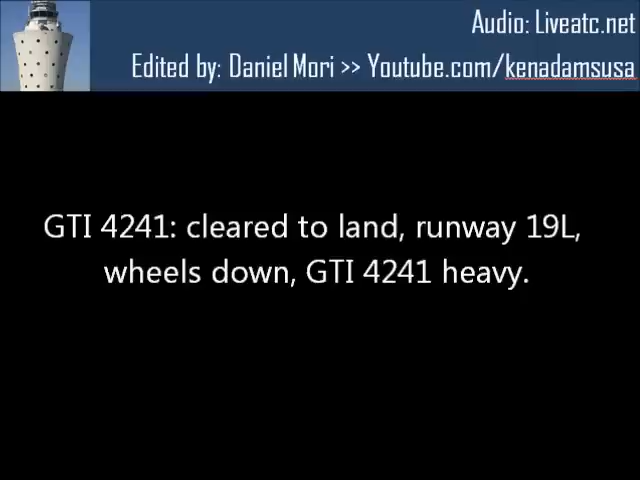 Audio: Liveatc.net
Edited by: Daniel Mori >> Youtube.com/kenadamsusa
GTI 4241: cleared to land, runway 19L,
wheels down, GTI 4241 heavy.